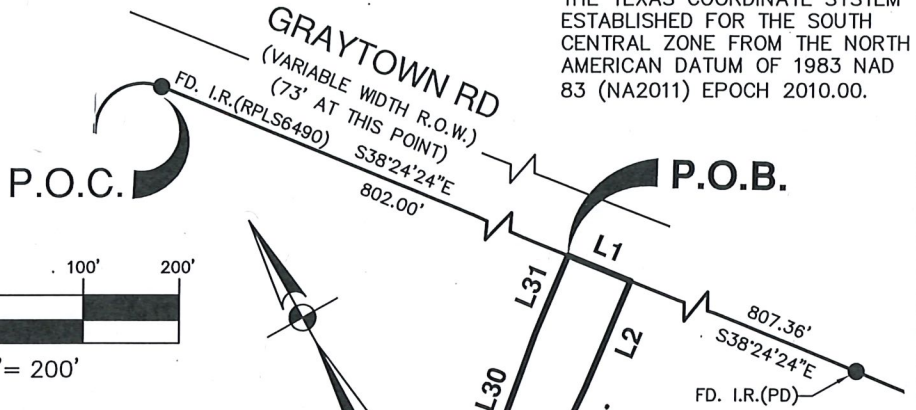 THE TEXAS COORDINATE SYSTEM
ESTABLISHED FOR THE SOUTH
CENTRAL ZONE FROM THE NORTH
AMERICAN DATUM OF 1983 NAD
83 (NA2011) EPOCH 2010.00.
GRAYTOWN RD
(VARIABLE WIDTH R.O.W.)
(73' AT THIS POINT)
FD. I.R.(RPLS6490)
S38°24'24"E
802.00'
P.O.C.
P.O.B.
L1
L31
L2
L30
100'
200'
'= 200'
807.36'
S38°24'24"E
FD. I.R.(PD)